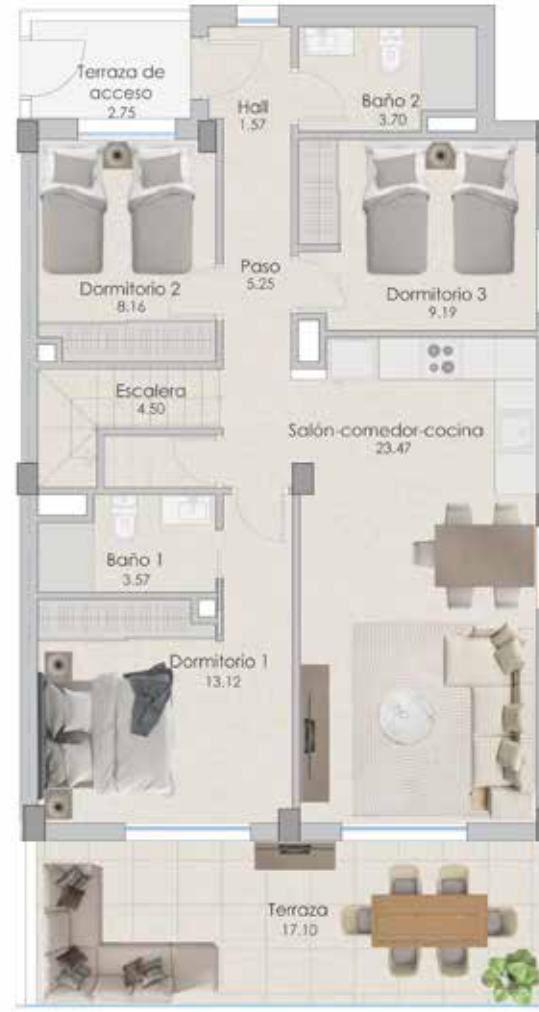 Terraza de
acceso
2.75
Hall
1.57
Baño 2
3.70
Dormitorio 2
8.16
Paso
5.25
Dormitorio 3
9.19
Escalera
4.50
Salón-comedor-cocina
23.47
Baño 1
3.57
Dormitorio 1
13.12
Terraza
17.10